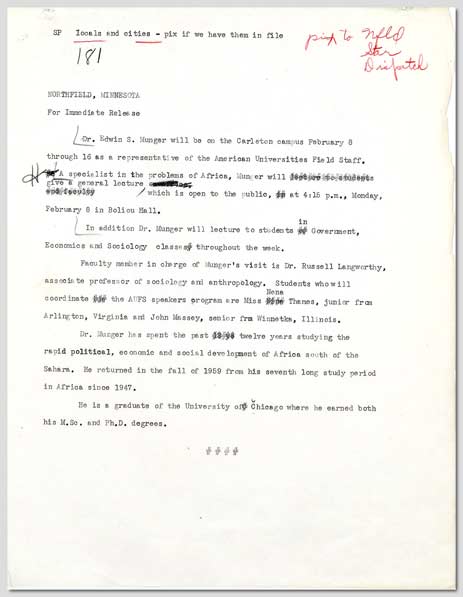 SP   locals and cities - pix if we have them in file
pix to Nfld
Star
Dispatch
181
NORTHFIELD, MINNESOTA
For Immediate Release
Dr. Edwin S. Munger will be on the Carleton campus February 8
through 16 as a representative of the American Universities Field Staff.
A specialist in the problems of Africa, Munger will
give a general lecture
which is open to the public, at 4:15 p.m., Monday,
February 8 in Boliou Hall.
in
In addition Dr. Munger will lecture to students Government,
Economics and Sociology classes throughout the week.
Faculty member in charge of Munger's visit is Dr. Russell Langworthy,
associate professor of sociology and anthropology. Students who will
Nena
coordinate the AUFS speakers program are Miss Thames, junior from
Arlington, Virginia and John Massey, senior frm Winnetka, Illinois.
Dr. Munger has spent the past twelve years studying the
rapid political, economic and social development of Africa south of the
Sahara. He returned in the fall of 1959 from his seventh long study period
in Africa since 1947.
He is a graduate of the University of Chicago where he earned both
his M.Sc. and Ph.D. degrees.
# # # #